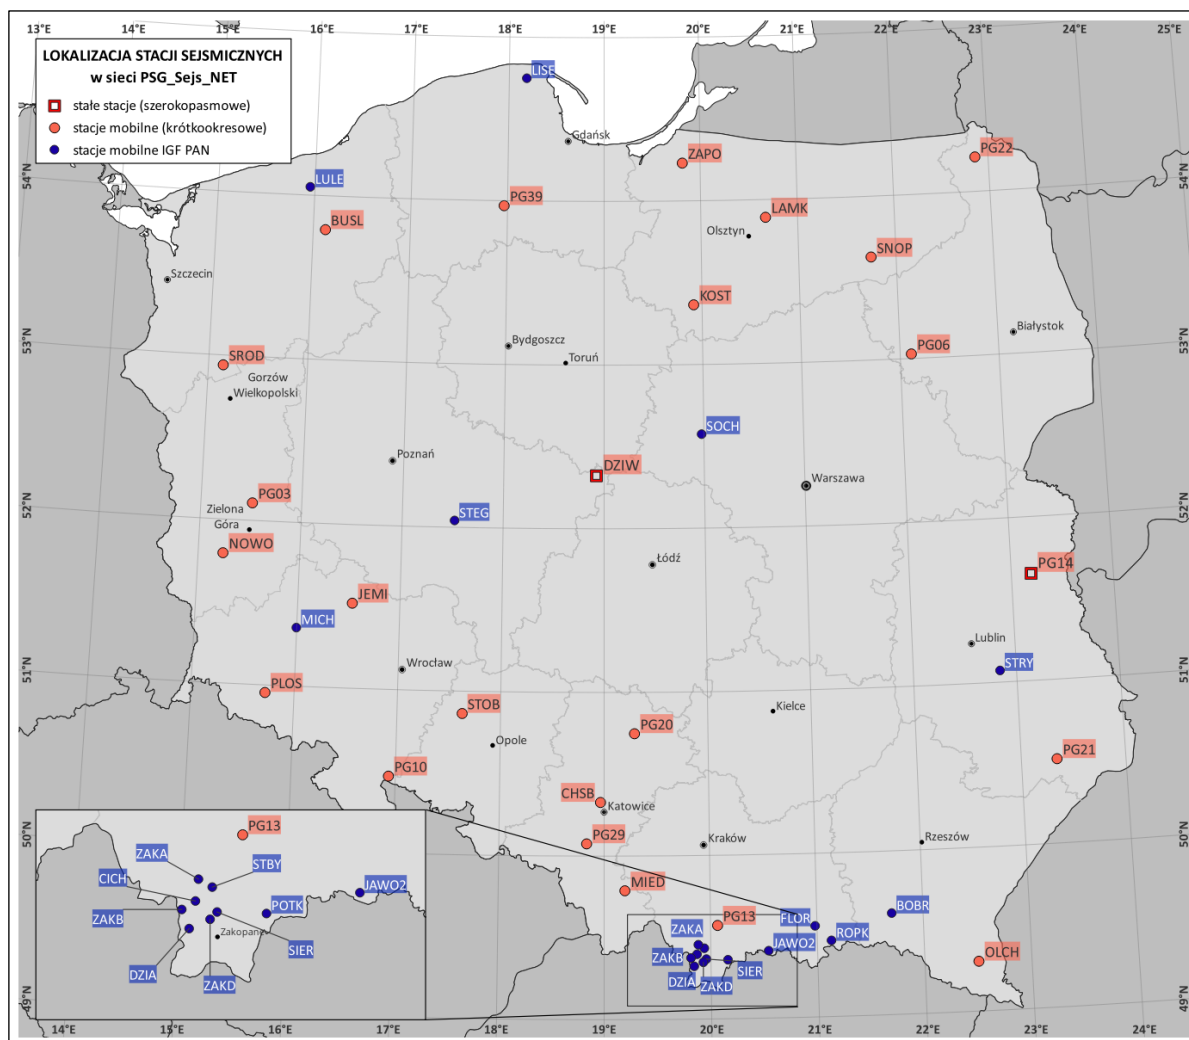 13°E 14°E 15°E 16°E 17°E 18°E 19°E 20°E 21°E 22°E 23°E 24°E 25°E
LOKALIZACJA STACJI SEJSMICZNYCH
w sieci PSG_Sejs_NET
stałe stacje (szerokopasmowe)
stacje mobilne (krótkookresowe)
stacje mobilne IGF PAN
LISE
Gdańsk
ZAPO
PG22
54°N
54°N
LULE
PG39
BUSL
LAMK
Olsztyn
SNOP
Szczecin
KOST
Białystok
53°N
53°N
Bydgoszcz
PG06
SROD
Toruń
Gorzów
Wielkopolski
SOCH
Poznań
DZIW
Warszawa
PG03
52°N
52°N
Zielona
Góra
STEG
NOWO
Łódź
PG14
JEMI
MICH
Lublin
STRY
51°N
51°N
Wrocław
PLOS
STOB
Kielce
PG20
Opole
PG21
PG10
CHSB
Katowice
50°N
50°N
PG13
PG29
Kraków
Rzeszów
ZAKA
STBY
CICH
JAWO2
MIED
ZAKB
POTK
BOBR
PG13
FLOR
Zakopane
ZAKA
ROPK
SIER
JAWO2
ZAKB
OLCH
DZIA
SIER
ZAKD
DZIA
ZAKD
49°N
49°N
14°E 15°E 16°E 17°E 18°E 19°E 20°E 21°E 22°E 23°E 24°E